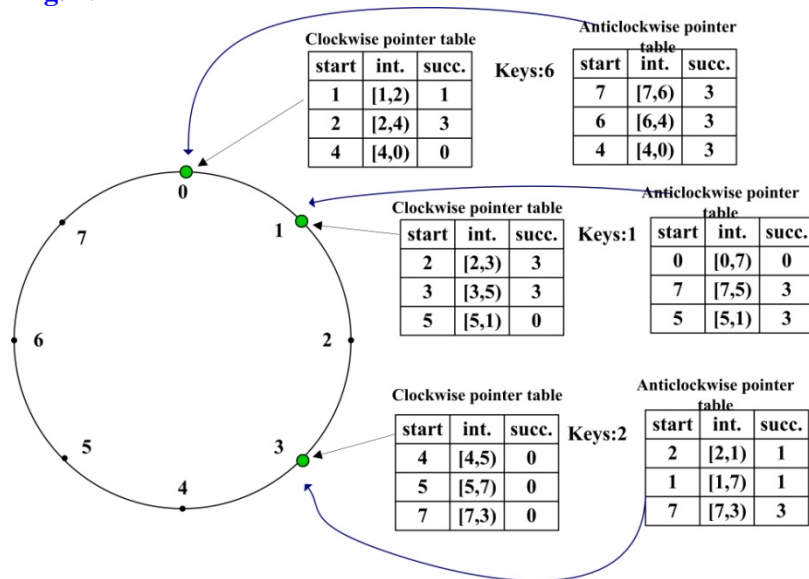 Anticlockwise pointer
table
Clockwise pointer table
start int. succ.
1 [1,2) 1
2 [2,4) 3
4 [4,0) 0
Keys:6
start int. succ.
7 [7,6) 3
6 [6,4) 3
4 [4,0) 3
0
1
2
3
4
5
6
7
Clockwise pointer table
start int. succ.
2 [2,3) 3
3 [3,5) 3
5 [5,1) 0
Keys:1
Anticlockwise pointer
table
start int. succ.
0 [0,7) 0
7 [7,5) 3
5 [5,1) 3
Clockwise pointer table
start int. succ.
4 [4,5) 0
5 [5,7) 0
7 [7,3) 0
Keys:2
Anticlockwise pointer
table
start int. succ.
2 [2,1) 1
1 [1,7) 1
7 [7,3) 3